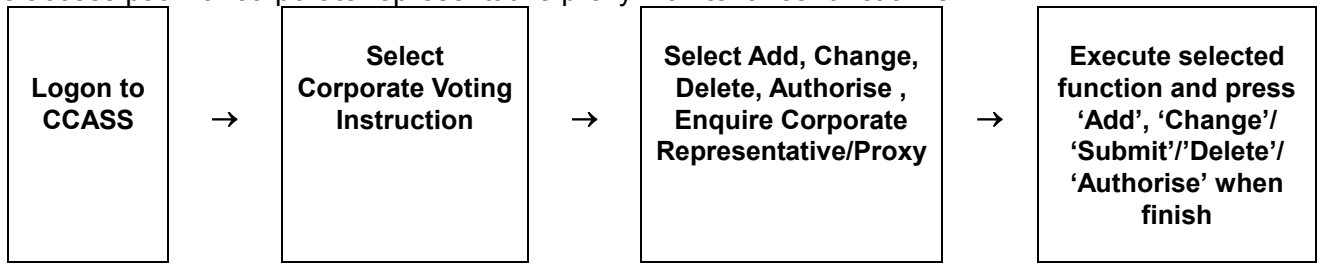 Logon to
CCASS
→
Select
Corporate Voting
Instruction
→
Select Add, Change,
Delete, Authorise ,
Enquire Corporate
Representative/Proxy
→
Execute selected
function and press
‘Add’, ‘Change’/
‘Submit’/’Delete’/
‘Authorise’ when
finish